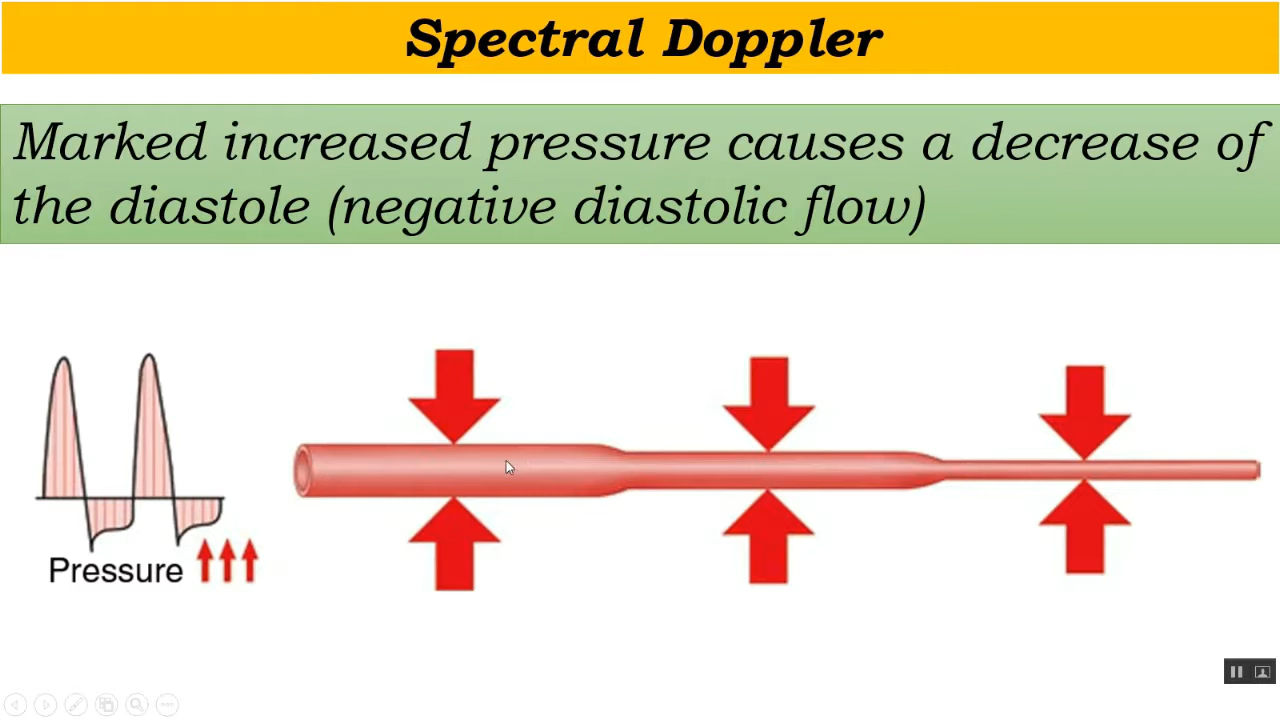 Spectral Doppler
Marked increased pressure causes a decrease of
the diastole (negative diastolic flow)
Pressure